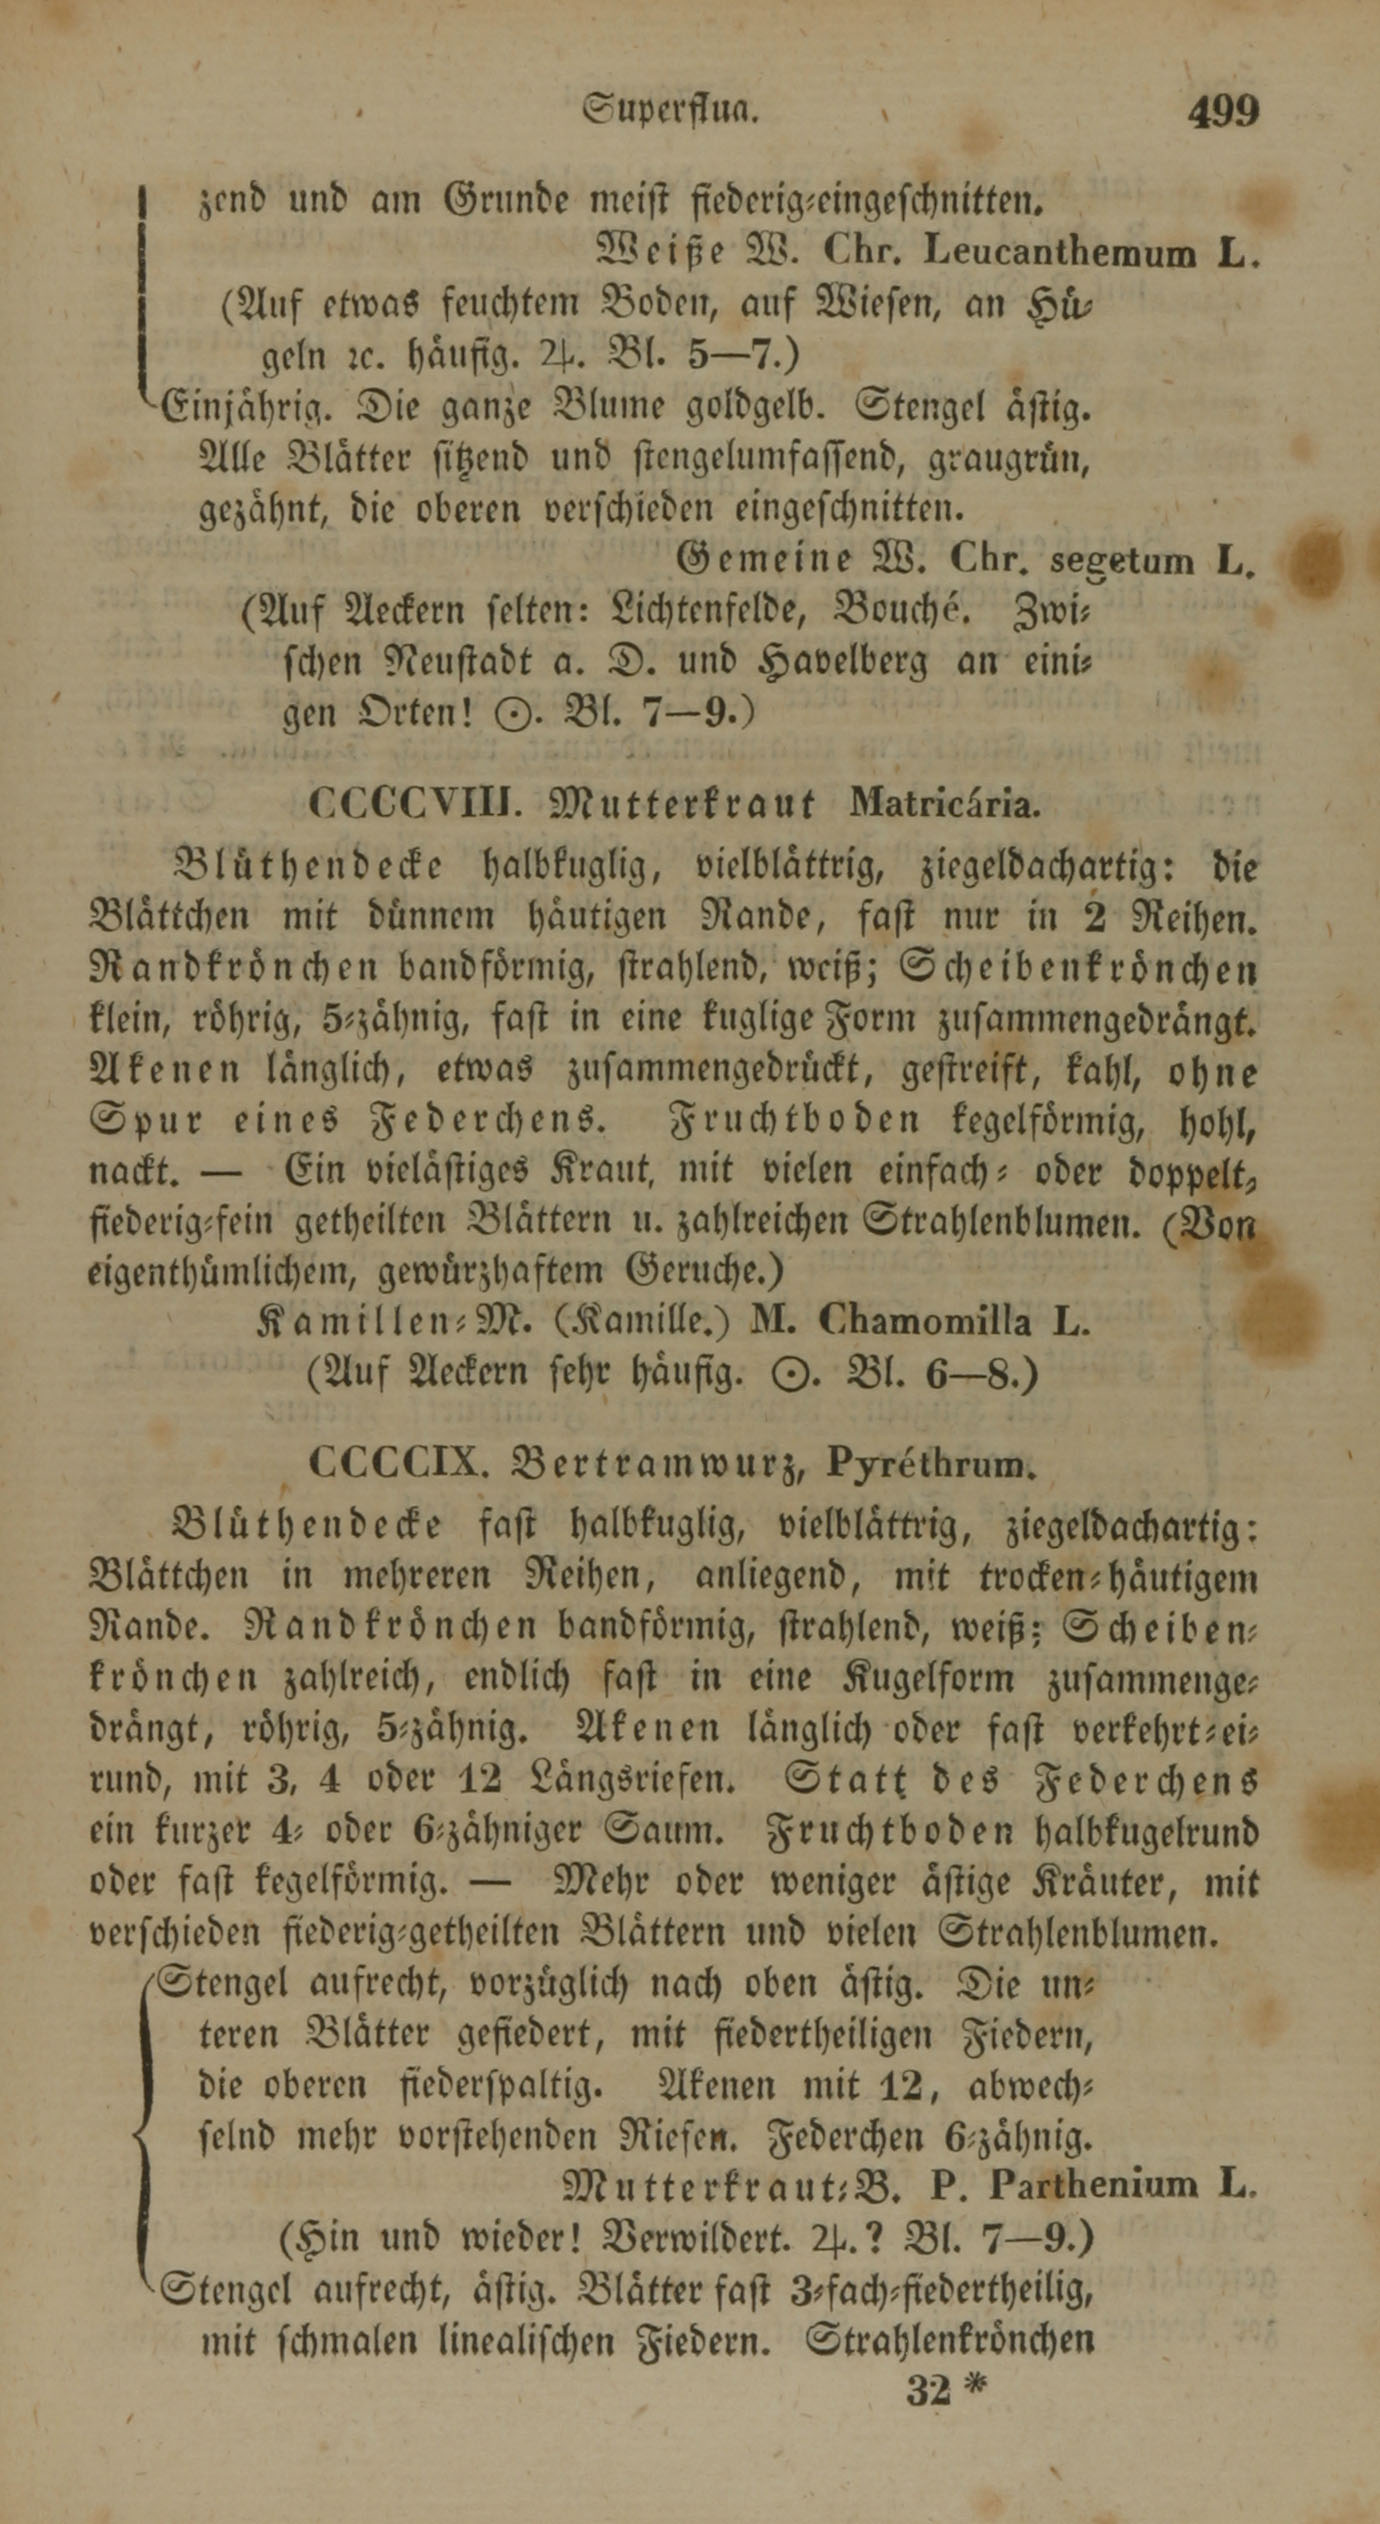 Superflua.
499
zend und am Grunde meist fiederig-eingeschnitten.
Weiße W. Chr. Leucanthemum L.
(Auf etwas feuchtem Boden, auf Wiesen, an Hü-
geln ꝛc. häufig. ♃. Bl. 5—7.)
Einjährig. Die ganze Blume goldgelb. Stengel ästig.
Alle Blätter sitzend und stengelumfassend, graugrün,
gezähnt, die oberen verschieden eingeschnitten.
Gemeine W. Chr. segetum L.
(Auf Aeckern selten: Lichtenfelde, Bouché. Zwi-
schen Neustadt a. D. und Havelberg an eini-
gen Orten! ☉. Bl. 7—9.)
CCCCVIII. Mutterkraut Matricária.
Blüthendecke halbkuglig, vielblättrig, ziegeldachartig: die
Blättchen mit dünnem häutigen Rande, fast nur in 2 Reihen.
Randkrönchen bandförmig, strahlend, weiß; Scheibenkrönchen
klein, röhrig, 5-zähnig, fast in eine kuglige Form zusammengedrängt.
Akenen länglich, etwas zusammengedrückt, gestreift, kahl, ohne
Spur eines Federchens. Fruchtboden kegelförmig, hohl,
nackt. — Ein vielästiges Kraut, mit vielen einfach- oder doppelt-
fiederig-fein getheilten Blättern u. zahlreichen Strahlenblumen. (Von
eigenthümlichem, gewürzhaftem Geruche.)
Kamillen-M. (Kamille.) M. Chamomilla L.
(Auf Aeckern sehr häufig. ☉. Bl. 6—8.)
CCCCIX. Bertramwurz, Pyréthrum.
Blüthendecke fast halbkuglig, vielblättrig, ziegeldachartig:
Blättchen in mehreren Reihen, anliegend, mit trocken-häutigem
Rande. Randkrönchen bandförmig, strahlend, weiß; Scheiben-
krönchen zahlreich, endlich fast in eine Kugelform zusammenge-
drängt, röhrig, 5-zähnig. Akenen länglich oder fast verkehrt-ei-
rund, mit 3, 4 oder 12 Längsriefen. Statt des Federchens
ein kurzer 4- oder 6-zähniger Saum. Fruchtboden halbkugelrund
oder fast kegelförmig. — Mehr oder weniger ästige Kräuter, mit
verschieden fiederig-getheilten Blättern und vielen Strahlenblumen.
Stengel aufrecht, vorzüglich nach oben ästig. Die un-
teren Blätter gefiedert, mit fiedertheiligen Fiedern,
die oberen fiederspaltig. Akenen mit 12, abwech-
selnd mehr vorstehenden Riefen. Federchen 6-zähnig.
Mutterkraut-B. P. Parthenium L.
(Hin und wieder! Verwildert. ♃.? Bl. 7—9.)
Stengel aufrecht, ästig. Blätter fast 3-fach-fiedertheilig,
mit schmalen linealischen Fiedern. Strahlenkrönchen
32*